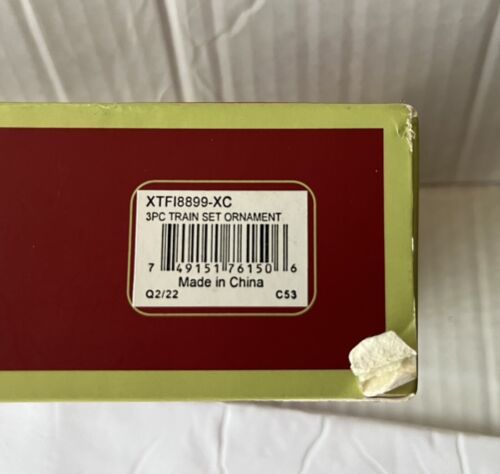 XTFI8899-XC
3PC TRAIN SET ORNAMENT
7 49151 76150 6
Made in China
Q2/22 C53